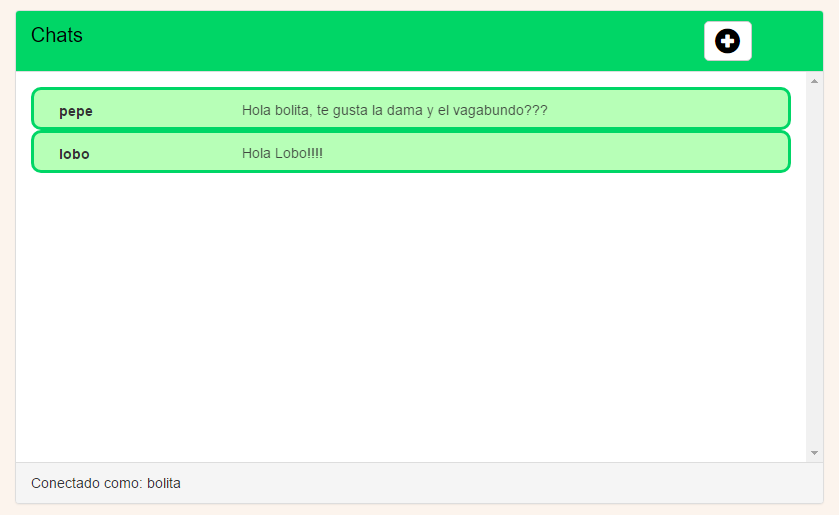 Chats
pepe Hola bolita, te gusta la dama y el vagabundo???
lobo Hola Lobo!!!!
Conectado como: bolita